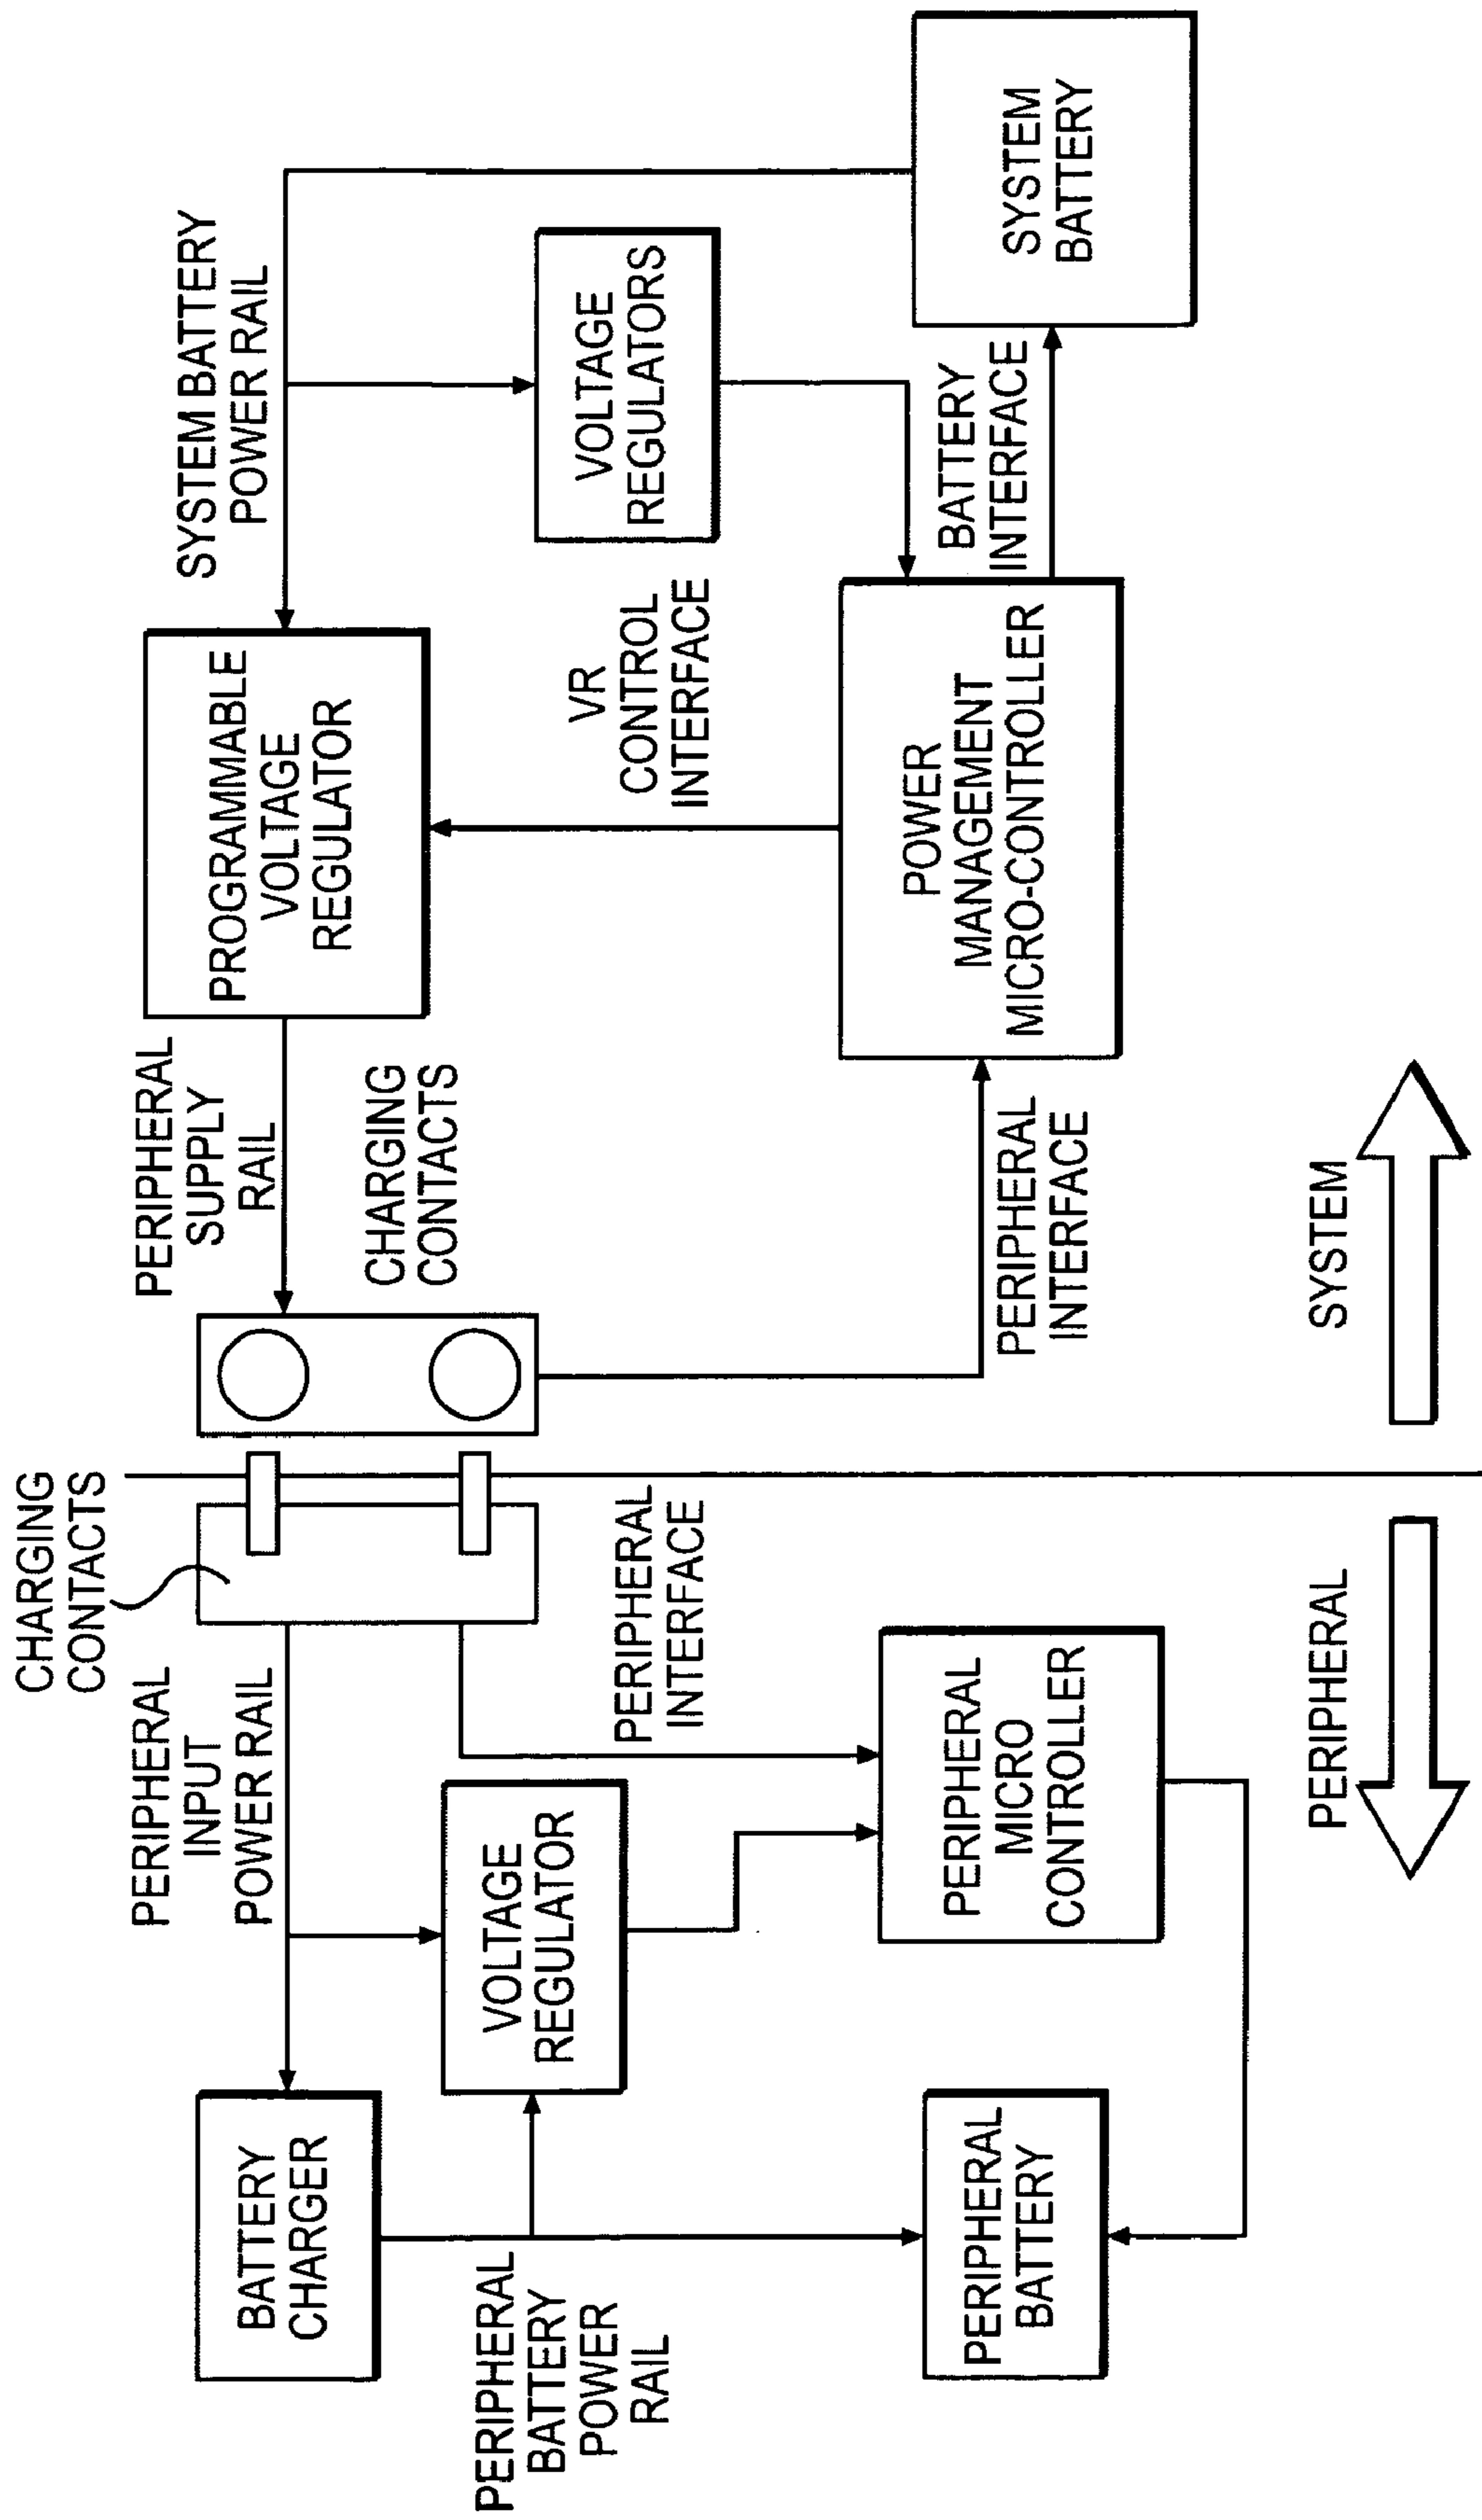 CHARGING
CONTACTS
PERIPHERAL
INPUT
POWER RAIL
PERIPHERAL
SUPPLY
RAIL
SYSTEM BATTERY
POWER RAIL
BATTERY
CHARGER
CHARGING
CONTACTS
PROGRAMMABLE
VOLTAGE
REGULATOR
PERIPHERAL
BATTERY
POWER
RAIL
VOLTAGE
REGULATOR
PERIPHERAL
INTERFACE
VR
CONTROL
INTERFACE
VOLTAGE
REGULATORS
PERIPHERAL
BATTERY
PERIPHERAL
MICRO
CONTROLLER
PERIPHERAL
INTERFACE
POWER
MANAGEMENT
MICRO-CONTROLLER
BATTERY
INTERFACE
SYSTEM
BATTERY
PERIPHERAL
SYSTEM